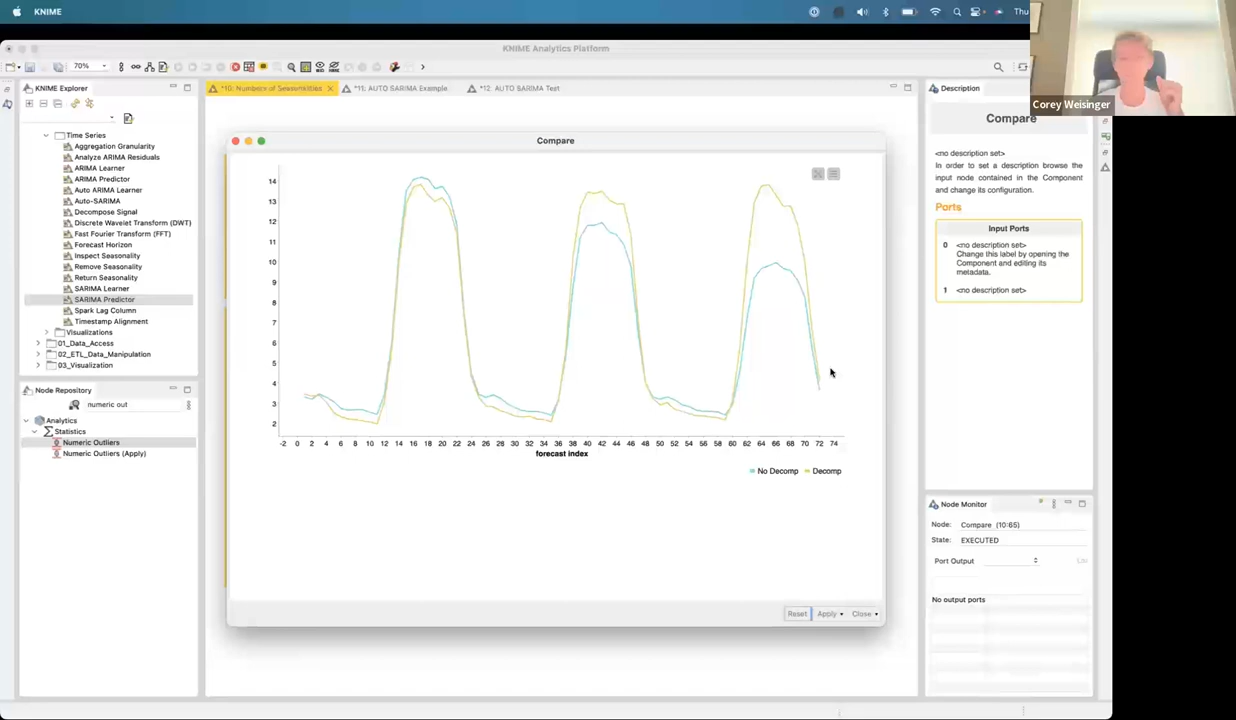 KNIME
Thu
Corey Weisinger
KNIME Analytics Platform
70%
KNIME Explorer
*10: Numbers of Seasonalities
*11: AUTO SARIMA Example
*12: AUTO SARIMA Test
Description
Time Series
Aggregation Granularity
Analyze ARIMA Residuals
ARIMA Learner
ARIMA Predictor
Auto ARIMA Learner
Auto-SARIMA
Decompose Signal
Discrete Wavelet Transform (DWT)
Fast Fourier Transform (FFT)
Forecast Horizon
Inspect Seasonality
Remove Seasonality
Return Seasonality
SARIMA Learner
SARIMA Predictor
Spark Lag Column
Timestamp Alignment
Visualizations
01_Data_Access
02_ETL_Data_Manipulation
03_Visualization
Node Repository
numeric out
Analytics
Statistics
Numeric Outliers
Numeric Outliers (Apply)
Compare
14
13
12
11
10
9
8
7
6
5
4
3
2
-2 0 2 4 6 8 10 12 14 16 18 20 22 24 26 28 30 32 34 36 38 40 42 44 46 48 50 52 54 56 58 60 62 64 66 68 70 72 74
forecast index
No Decomp Decomp
Reset Apply Close
Compare
<no description set>
In order to set a description browse the
input node contained in the Component
and change its configuration.
Ports
Input Ports
0 <no description set>
Change this label by opening the
Component and editing its
metadata.
1 <no description set>
Node Monitor
Node: Compare (10:65)
State: EXECUTED
Port Output
No output ports